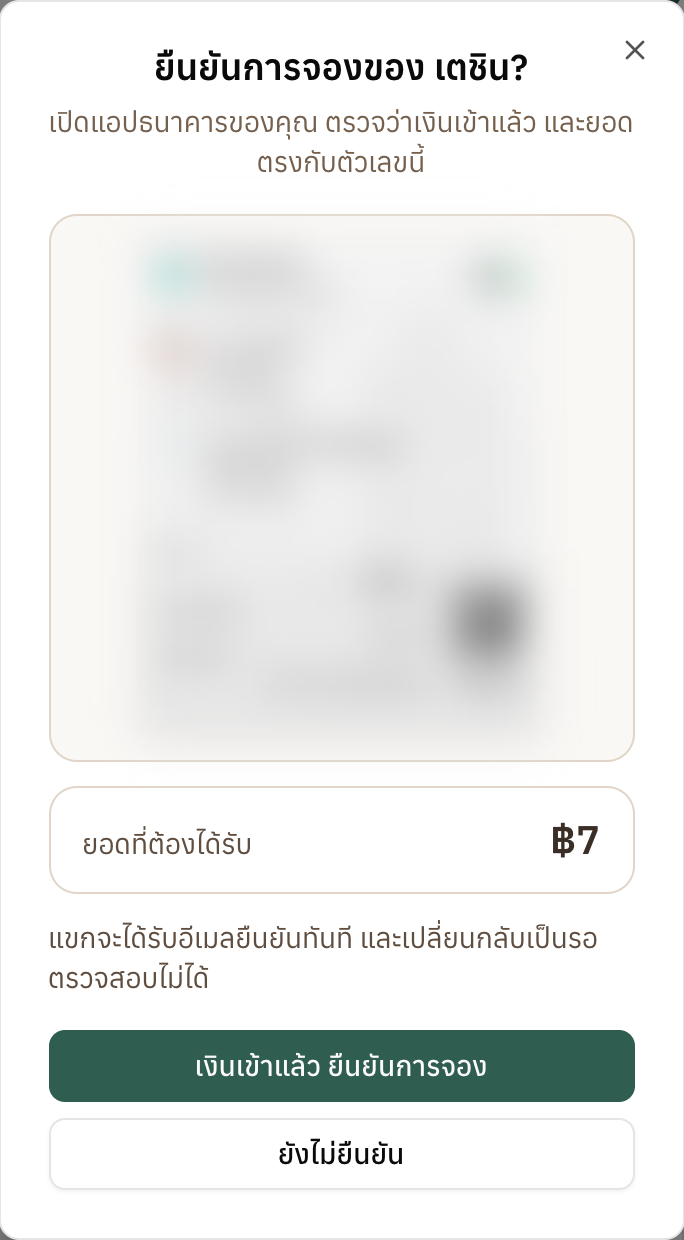 ยืนยันการจองของ เตชิน?
เปิดแอปธนาคารของคุณ ตรวจว่าเงินเข้าแล้ว และยอด
ตรงกับตัวเลขนี้
ยอดที่ต้องได้รับ ฿7
แขกจะได้รับอีเมลยืนยันทันที และเปลี่ยนกลับเป็นรอ
ตรวจสอบไม่ได้
เงินเข้าแล้ว ยืนยันการจอง
ยังไม่ยืนยัน